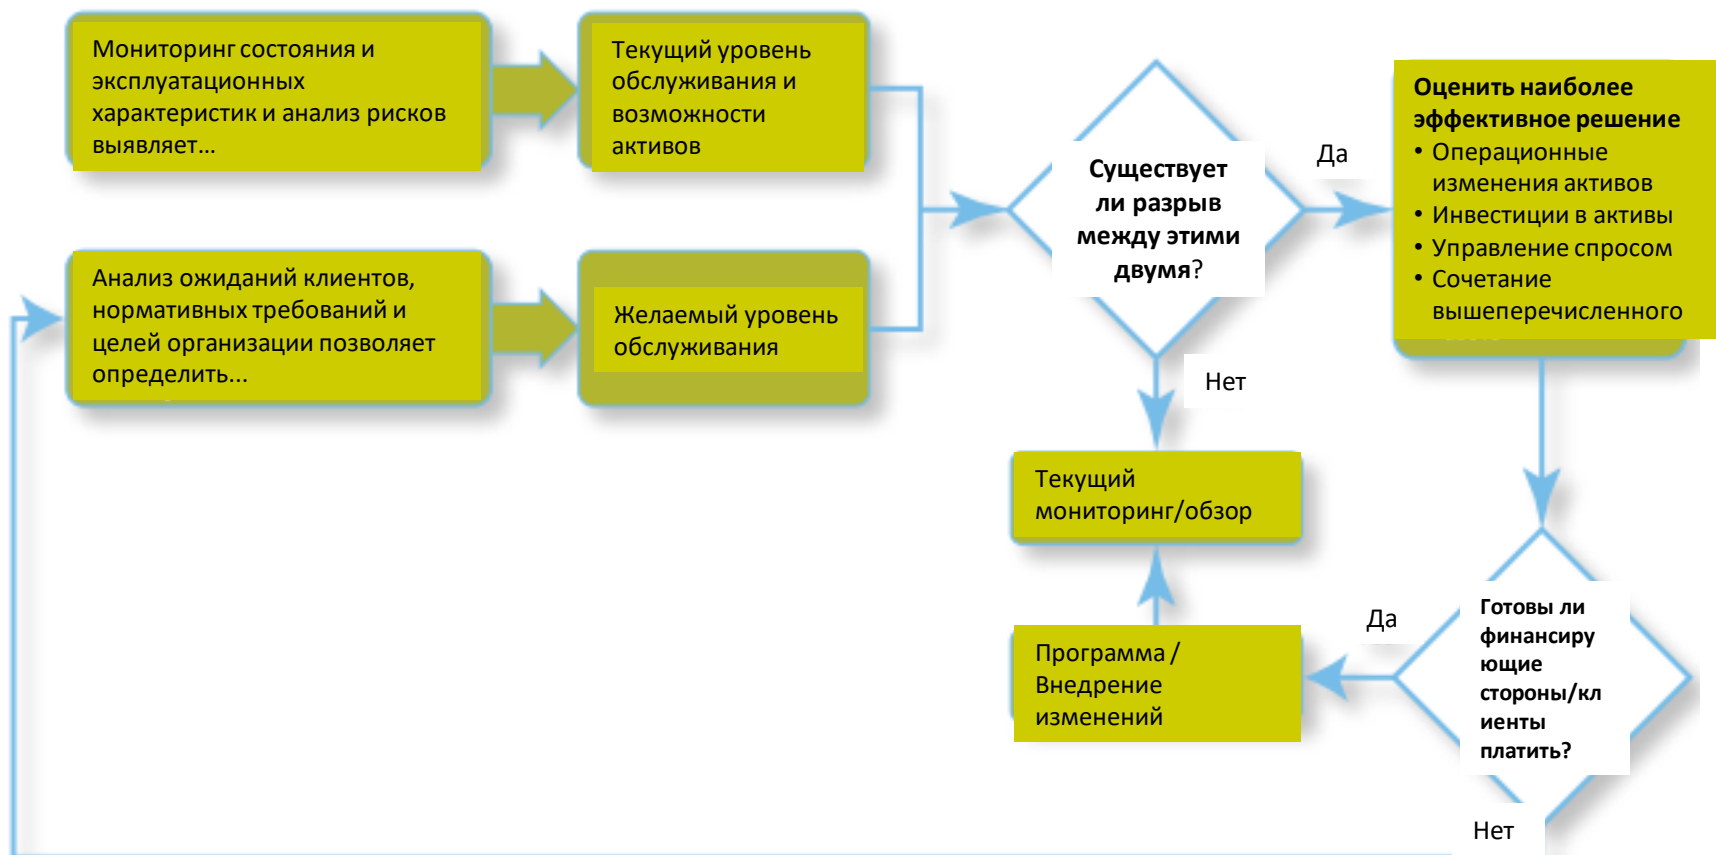 Мониторинг состояния и
эксплуатационных
характеристик и анализ рисков
выявляет...
Текущий уровень
обслуживания и
возможности
активов
Анализ ожиданий клиентов,
нормативных требований и
целей организации позволяет
определить...
Желаемый уровень
обслуживания
Существует
ли разрыв
между этими
двумя?
Да
Оценить наиболее
эффективное решение
• Операционные
изменения активов
• Инвестиции в активы
• Управление спросом
• Сочетание
вышеперечисленного
Нет
Текущий
мониторинг/обзор
Программа /
Внедрение
изменений
Да
Готовы ли
финансиру
ющие
стороны/кл
иенты
платить?
Нет